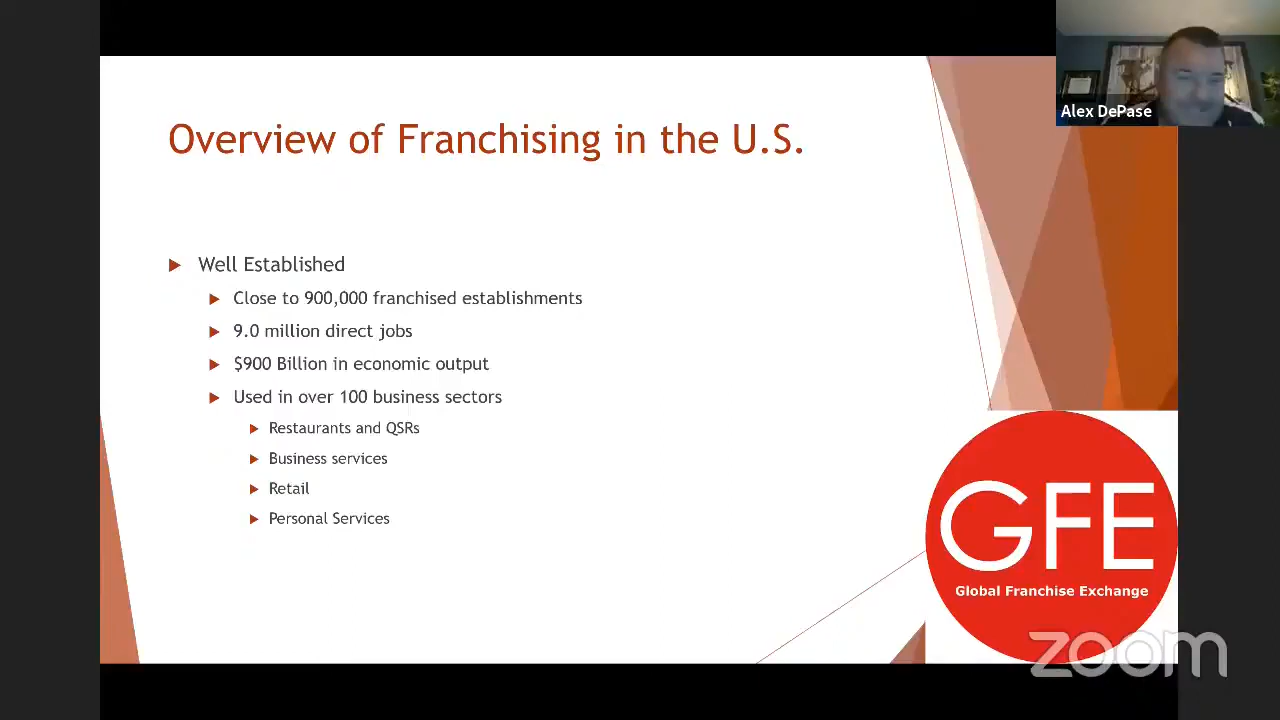 Alex DePase
Overview of Franchising in the U.S.
Well Established
Close to 900,000 franchised establishments
9.0 million direct jobs
$900 Billion in economic output
Used in over 100 business sectors
Restaurants and QSRs
Business services
Retail
Personal Services
GFE
Global Franchise Exchange
zoom